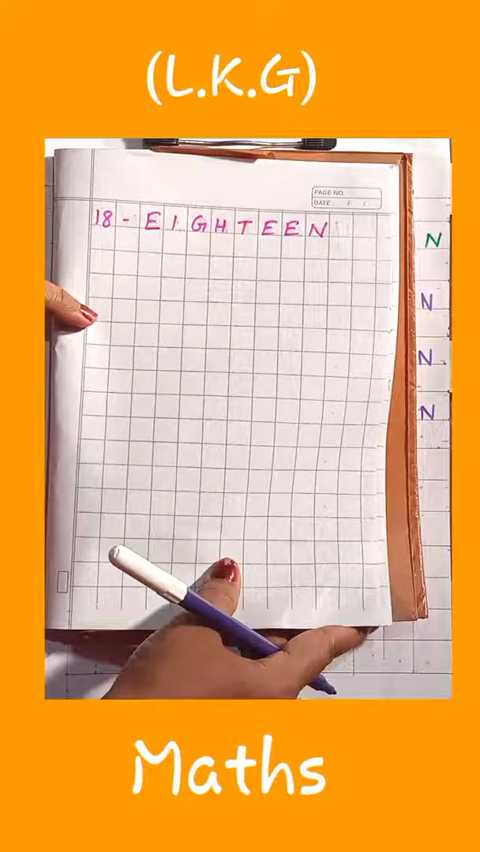 (L.K.G)
PAGE NO.
DATE : / /
18 - EIGHTEEN
N
N
N
N
Maths